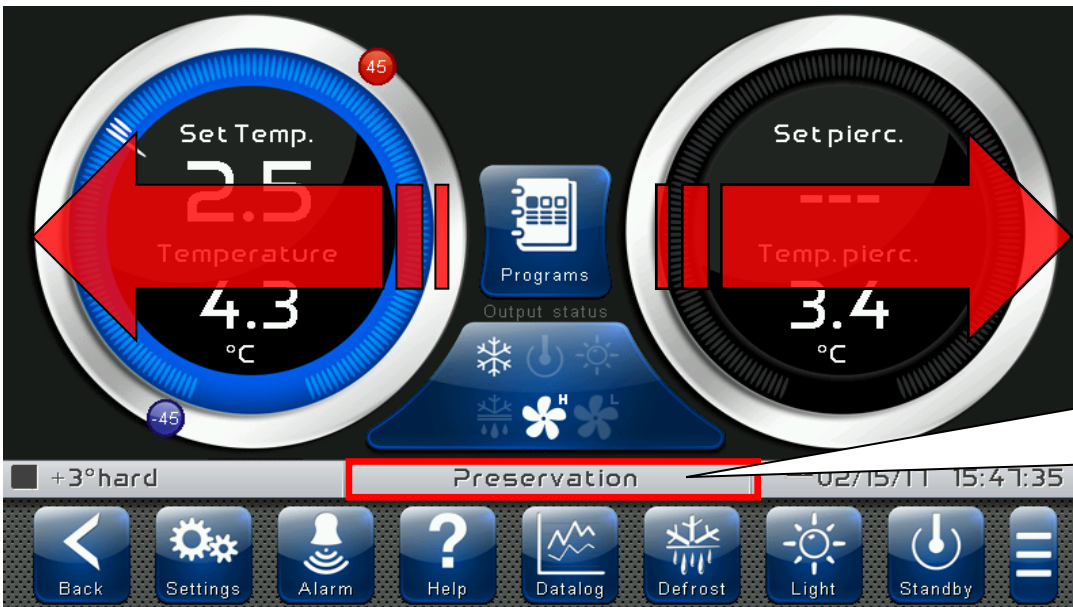 45
Set Temp.
2.5
Temperature
4.3
°C
-45
Set pierc.
---
Temp. pierc.
3.4
°C
Programs
Output status
H
L
+3°hard
Preservation
02/15/11 15:47:35
Back
Settings
Alarm
?
Help
Datalog
Defrost
Light
Standby